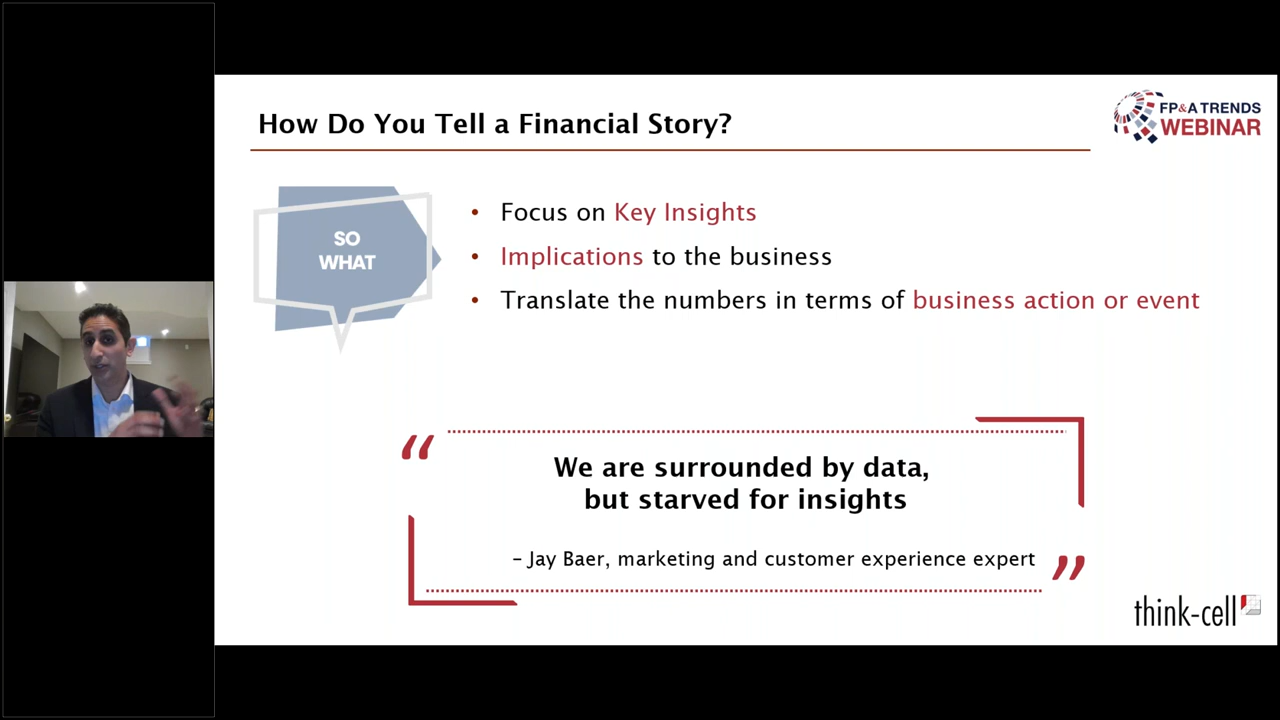 How Do You Tell a Financial Story?
FP&A TRENDS
WEBINAR
SO
WHAT
• Focus on Key Insights
• Implications to the business
• Translate the numbers in terms of business action or event
“
We are surrounded by data,
but starved for insights
– Jay Baer, marketing and customer experience expert
”
think-cell